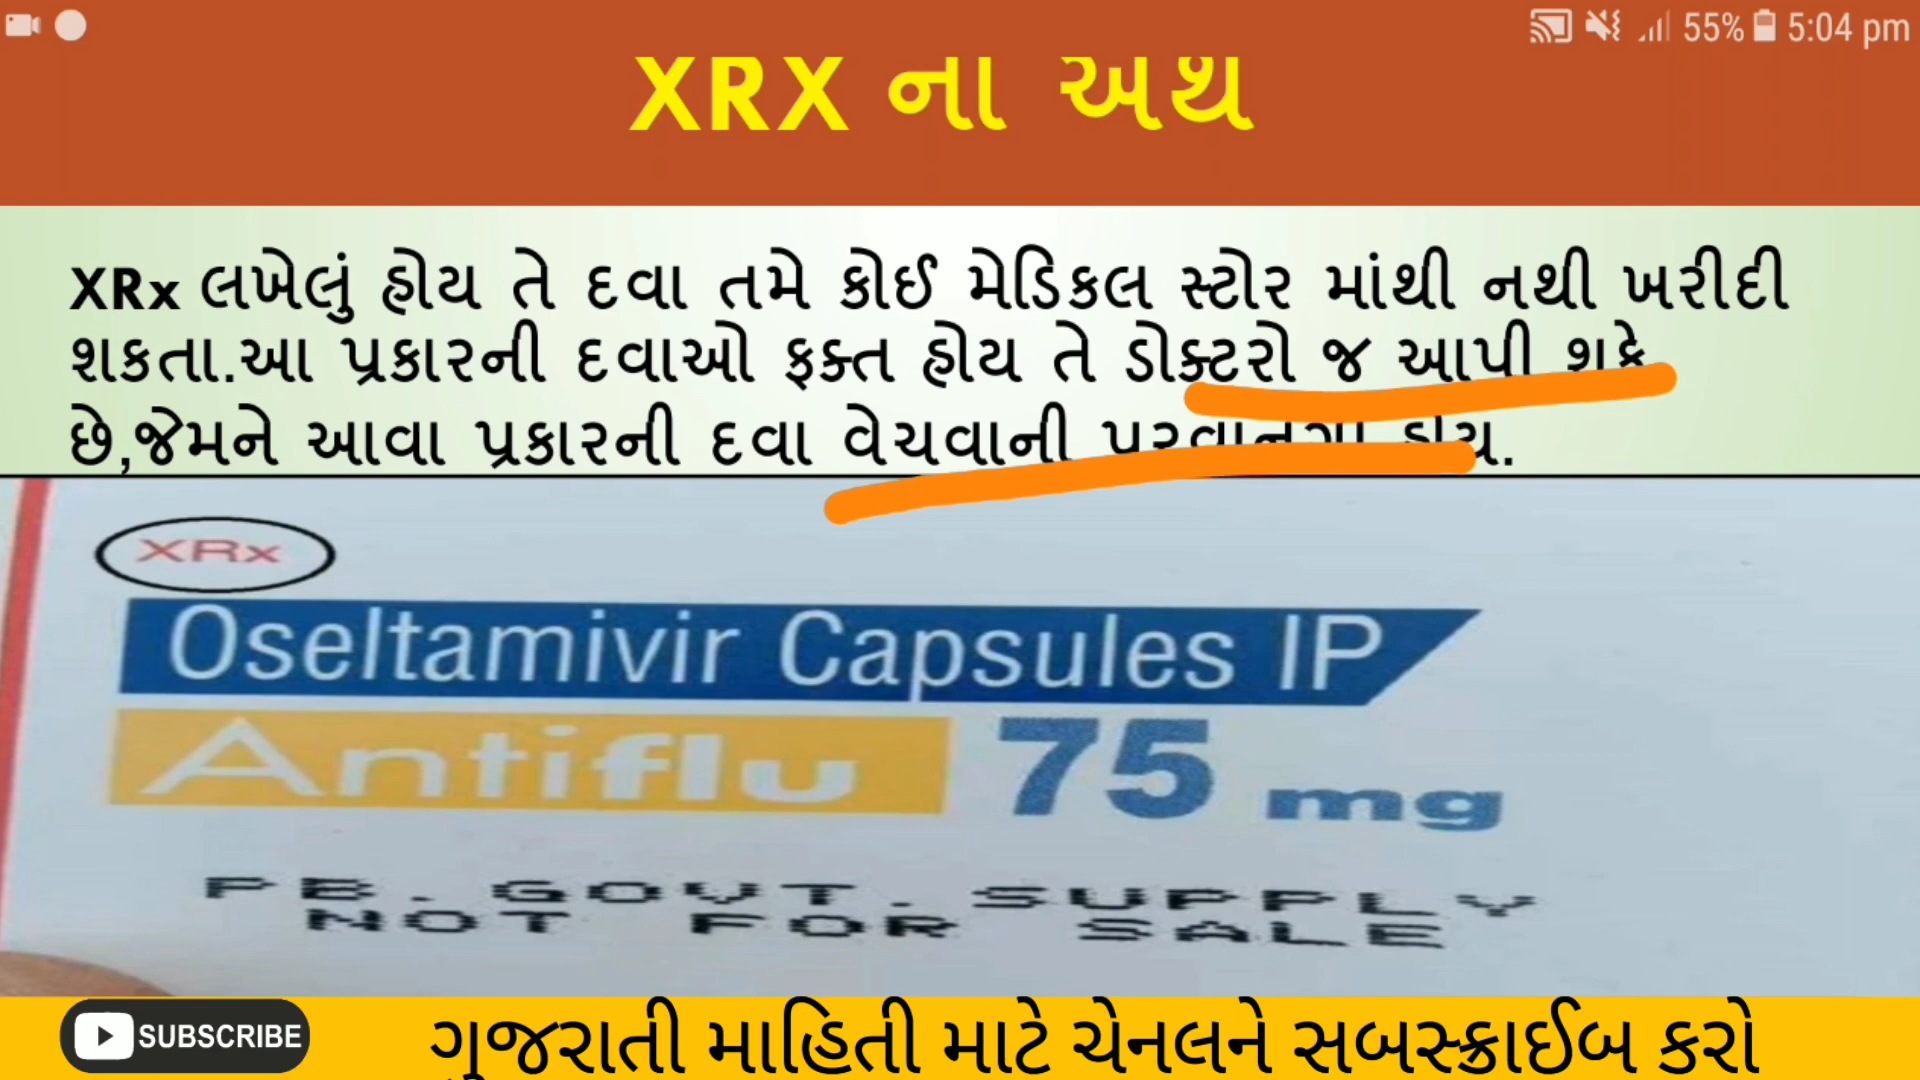 55% 5:04 pm
XRX ના અર્થ
XRx લખેલું હોય તે દવા તમે કોઈ મેડિકલ સ્ટોર માંથી નથી ખરીદી
શકતા.આ પ્રકારની દવાઓ ફક્ત હોય તે ડોક્ટરો જ આપી શકે
છે,જેમને આવા પ્રકારની દવા વેચવાની પરવાનગી હોય.
XRx
Oseltamivir Capsules IP
Antiflu 75 mg
PB. GOVT. SUPPLY
NOT FOR SALE
SUBSCRIBE ગુજરાતી માહિતી માટે ચેનલને સબસ્ક્રાઈબ કરો